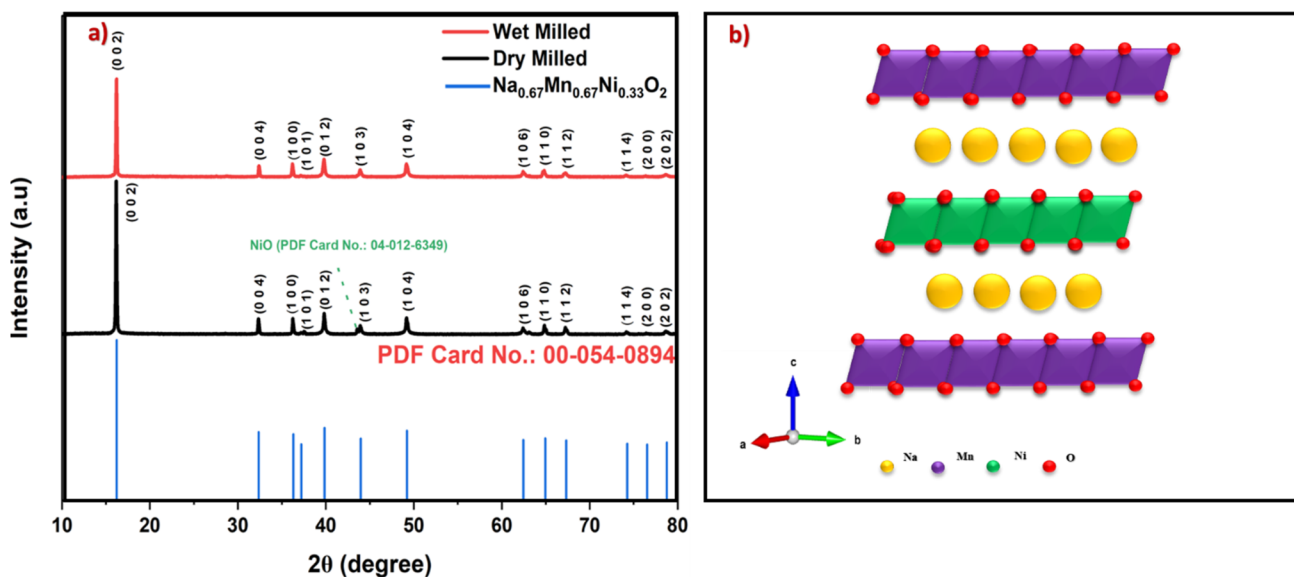 a)
Wet Milled
Dry Milled
Na0.67Mn0.67Ni0.33O2
(0 0 2)
(0 0 4)
(1 0 0)
(1 0 1)
(0 1 2)
(1 0 3)
(1 0 4)
(1 0 6)
(1 1 0)
(1 1 2)
(1 1 4)
(2 0 0)
(2 0 2)
(0 0 2)
NiO (PDF Card No.: 04-012-6349)
(0 0 4)
(1 0 0)
(1 0 1)
(0 1 2)
(1 0 3)
(1 0 4)
(1 0 6)
(1 1 0)
(1 1 2)
(1 1 4)
(2 0 0)
(2 0 2)
PDF Card No.: 00-054-0894
Intensity (a.u)
10 20 30 40 50 60 70 80
2θ (degree)
b)
c
a
b
Na Mn Ni O